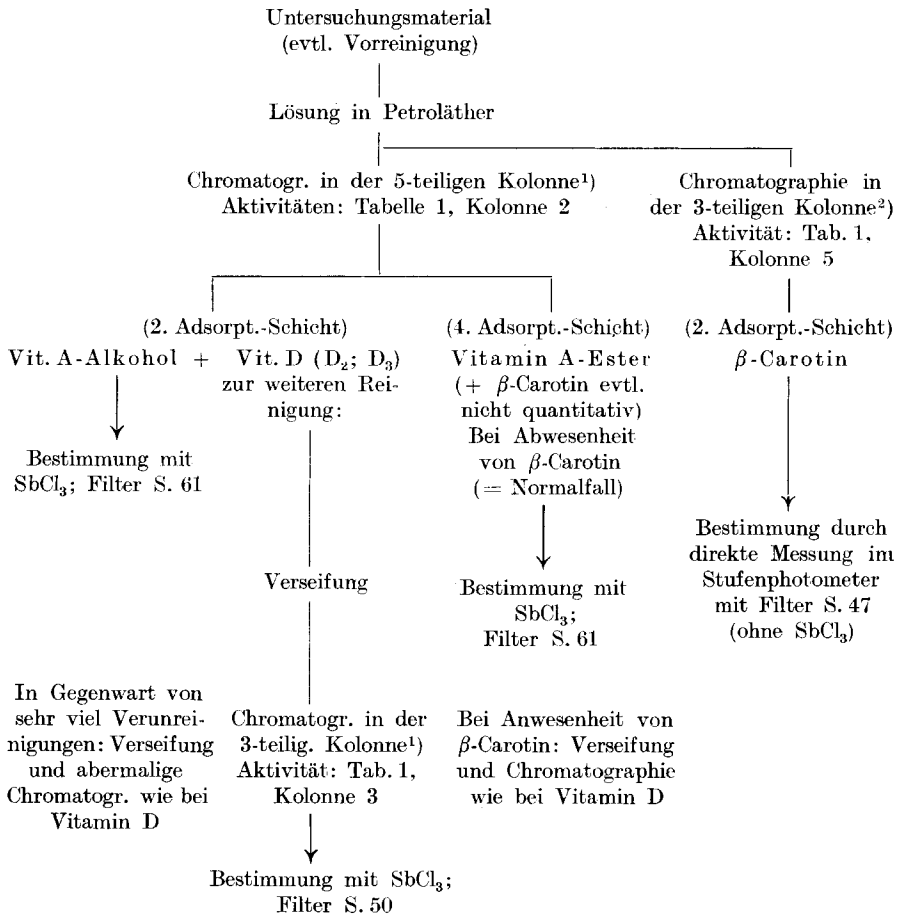 Untersuchungsmaterial
(evtl. Vorreinigung)
Lösung in Petroläther
Chromatogr. in der 5-teiligen Kolonne¹)
Aktivitäten: Tabelle 1, Kolonne 2
Chromatographie in
der 3-teiligen Kolonne²)
Aktivität: Tab. 1,
Kolonne 5
(2. Adsorpt.-Schicht)
Vit. A-Alkohol + Vit. D (D₂; D₃)
zur weiteren Rei-
nigung:
Bestimmung mit
SbCl₃; Filter S. 61
Verseifung
(4. Adsorpt.-Schicht)
Vitamin A-Ester
(+ β-Carotin evtl.
nicht quantitativ)
Bei Abwesenheit
von β-Carotin
(= Normalfall)
Bestimmung mit
SbCl₃;
Filter S. 61
(2. Adsorpt.-Schicht)
β-Carotin
Bestimmung durch
direkte Messung im
Stufenphotometer
mit Filter S. 47
(ohne SbCl₃)
In Gegenwart von
sehr viel Verunrei-
nigungen: Verseifung
und abermalige
Chromatogr. wie bei
Vitamin D
Chromatogr. in der
3-teilig. Kolonne¹)
Aktivität: Tab. 1,
Kolonne 3
Bei Anwesenheit von
β-Carotin: Verseifung
und Chromatographie
wie bei Vitamin D
Bestimmung mit SbCl₃;
Filter S. 50